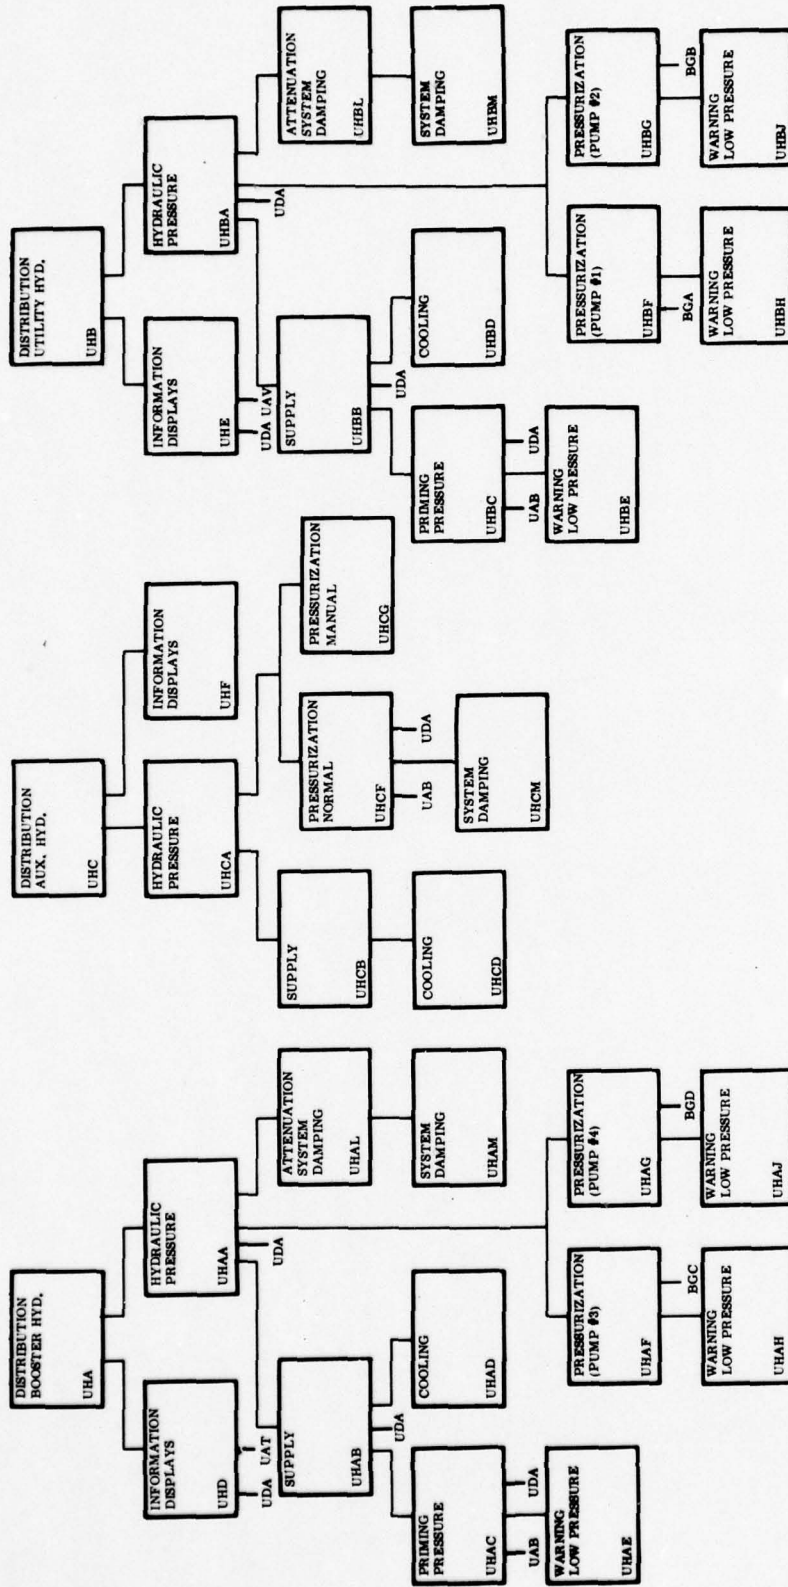 DISTRIBUTION
BOOSTER HYD.
UHA
INFORMATION
DISPLAYS
UHD
UDA
UAT
HYDRAULIC
PRESSURE
UHAA
UDA
SUPPLY
UHAB
UDA
ATTENUATION
SYSTEM
DAMPING
UHAL
PRIMING
PRESSURE
UHAC
UAB
UDA
COOLING
UHAD
SYSTEM
DAMPING
UHAM
WARNING
LOW PRESSURE
UHAE
PRESSURIZATION
(PUMP #3)
UHAF
BGC
PRESSURIZATION
(PUMP #4)
UHAG
BGD
WARNING
LOW PRESSURE
UHAH
WARNING
LOW PRESSURE
UHAJ
DISTRIBUTION
AUX. HYD.
UHC
HYDRAULIC
PRESSURE
UHCA
INFORMATION
DISPLAYS
UHF
SUPPLY
UHCB
PRESSURIZATION
NORMAL
UHCF
UAB
UDA
PRESSURIZATION
MANUAL
UHCG
COOLING
UHCD
SYSTEM
DAMPING
UHCM
DISTRIBUTION
UTILITY HYD.
UHB
INFORMATION
DISPLAYS
UHE
UDA UAV
HYDRAULIC
PRESSURE
UHBA
UDA
SUPPLY
UHBB
UDA
ATTENUATION
SYSTEM
DAMPING
UHBL
PRIMING
PRESSURE
UHBC
UAB
UDA
COOLING
UHBD
SYSTEM
DAMPING
UHBM
WARNING
LOW PRESSURE
UHBE
PRESSURIZATION
(PUMP #1)
UHBF
BGA
PRESSURIZATION
(PUMP #2)
UHBG
BGB
WARNING
LOW PRESSURE
UHBH
WARNING
LOW PRESSURE
UHBJ